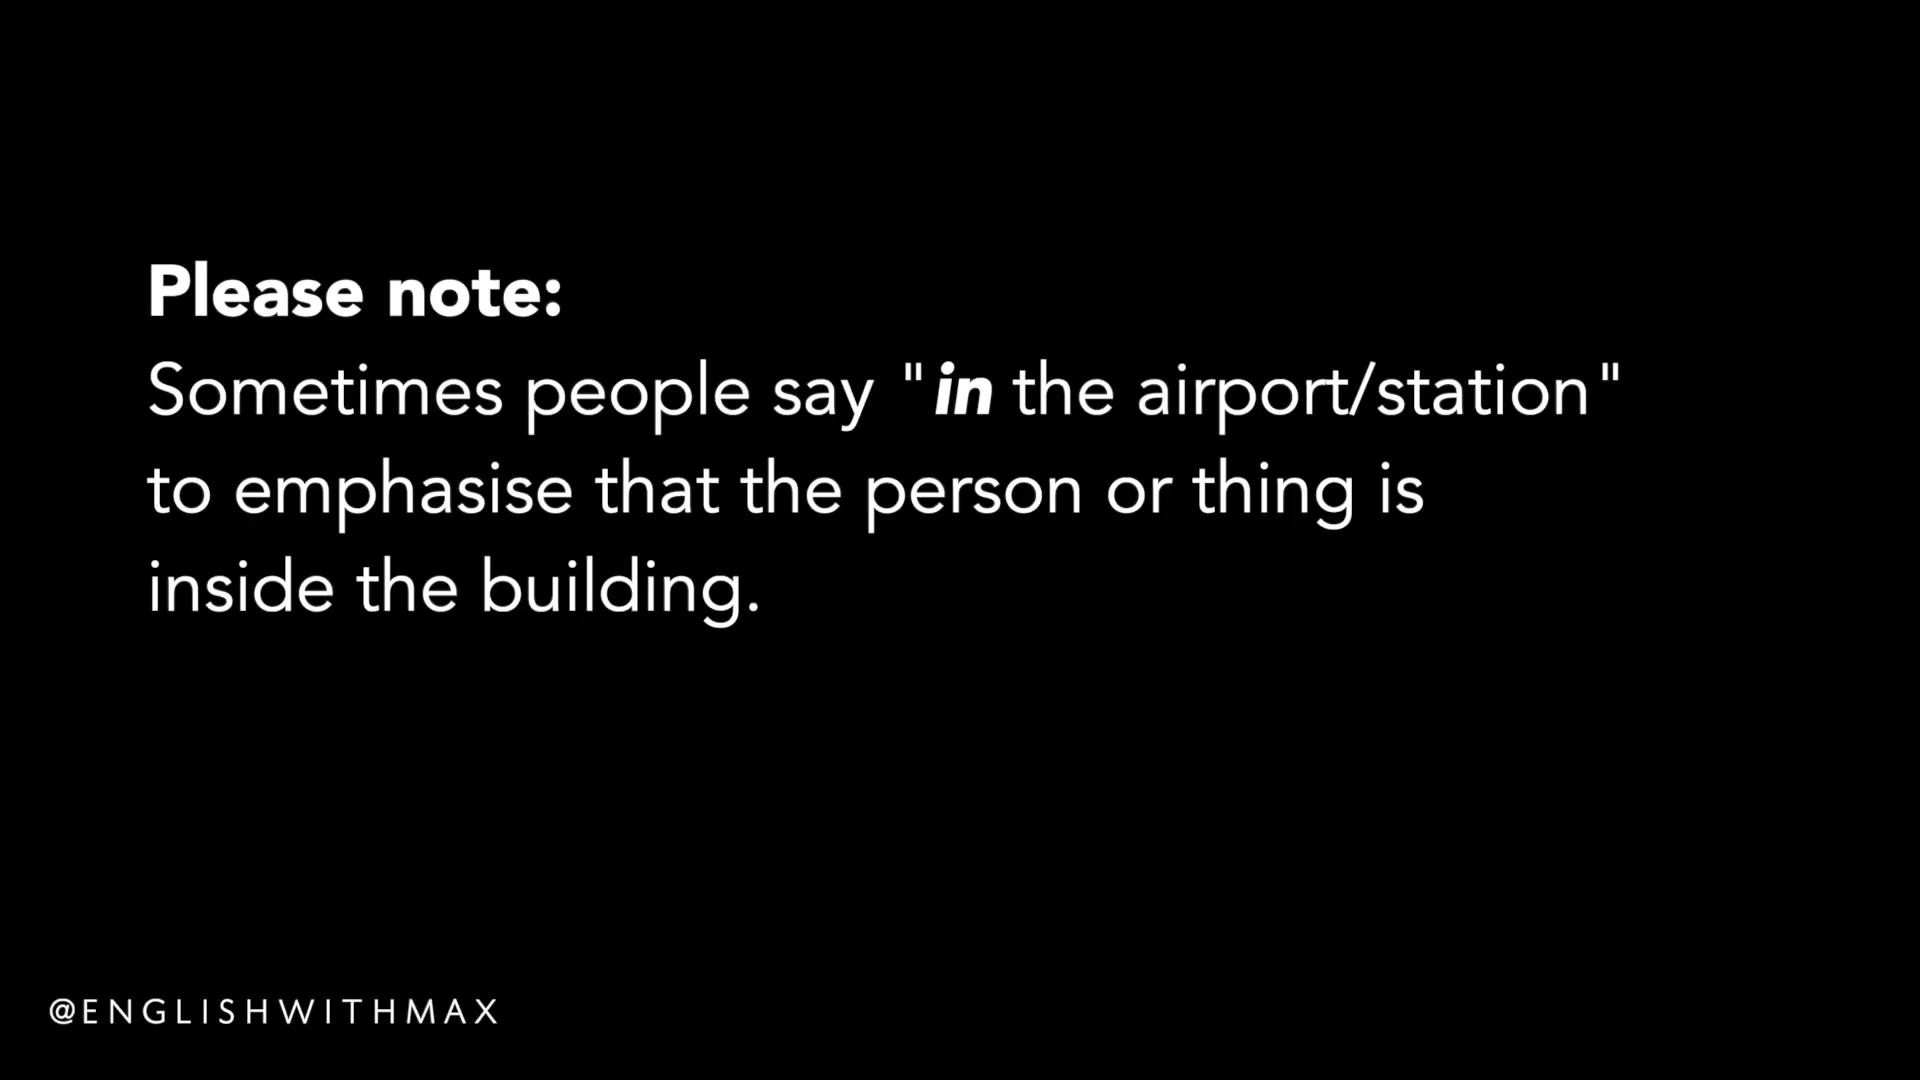 Please note:
Sometimes people say "in the airport/station"
to emphasise that the person or thing is
inside the building.
@ENGLISHWITHMAX